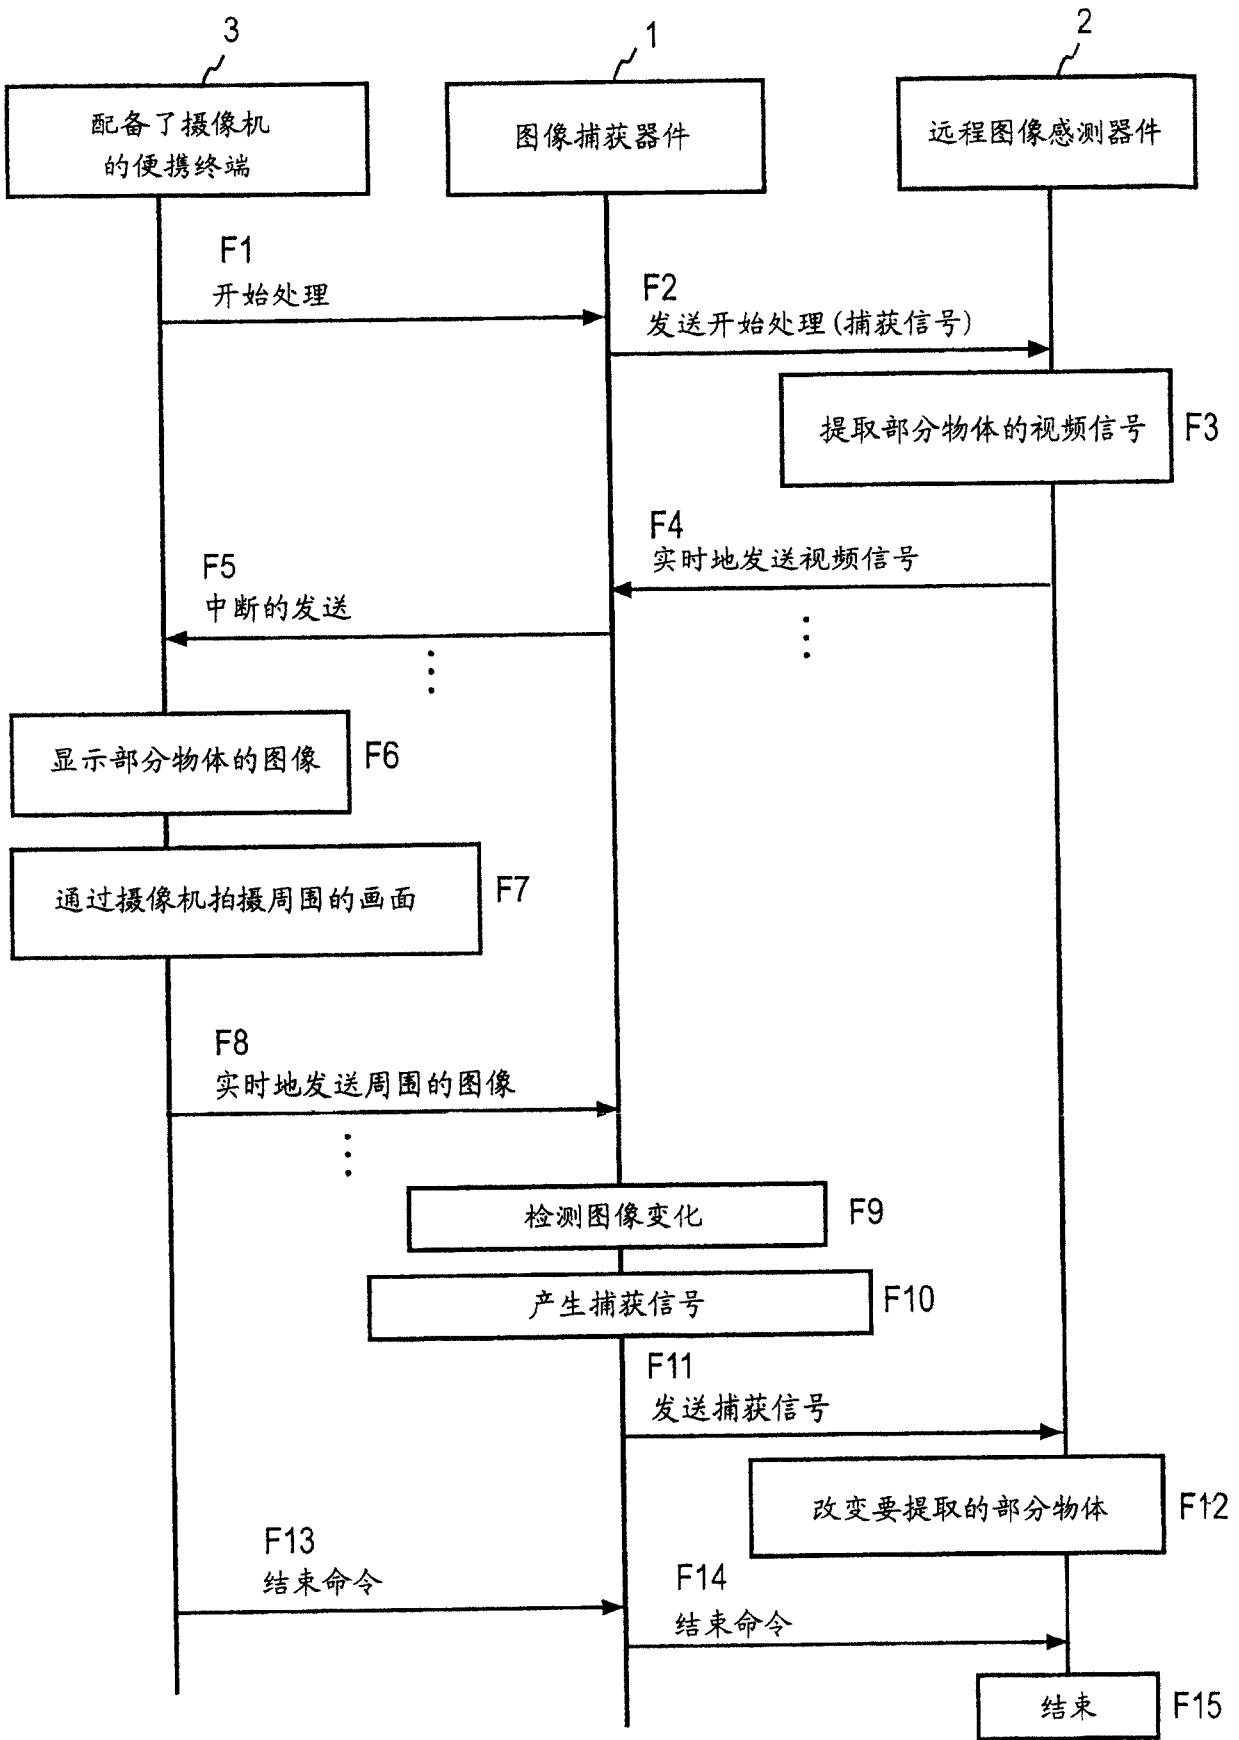 3
1
2
配备了摄像机
的便携终端
图像捕获器件
远程图像感测器件
F1
开始处理
F2
发送开始处理(捕获信号)
提取部分物体的视频信号
F3
F4
实时地发送视频信号
F5
中断的发送
显示部分物体的图像
F6
通过摄像机拍摄周围的画面
F7
F8
实时地发送周围的图像
检测图像变化
F9
产生捕获信号
F10
F11
发送捕获信号
改变要提取的部分物体
F12
F13
结束命令
F14
结束命令
结束
F15